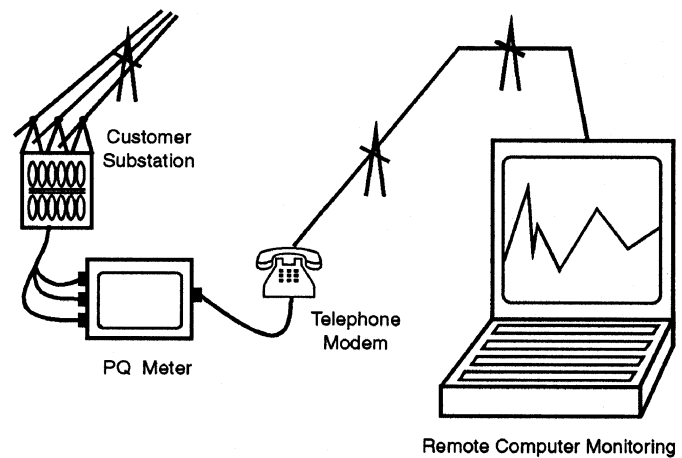 Customer
Substation
PQ Meter
Telephone
Modem
Remote Computer Monitoring